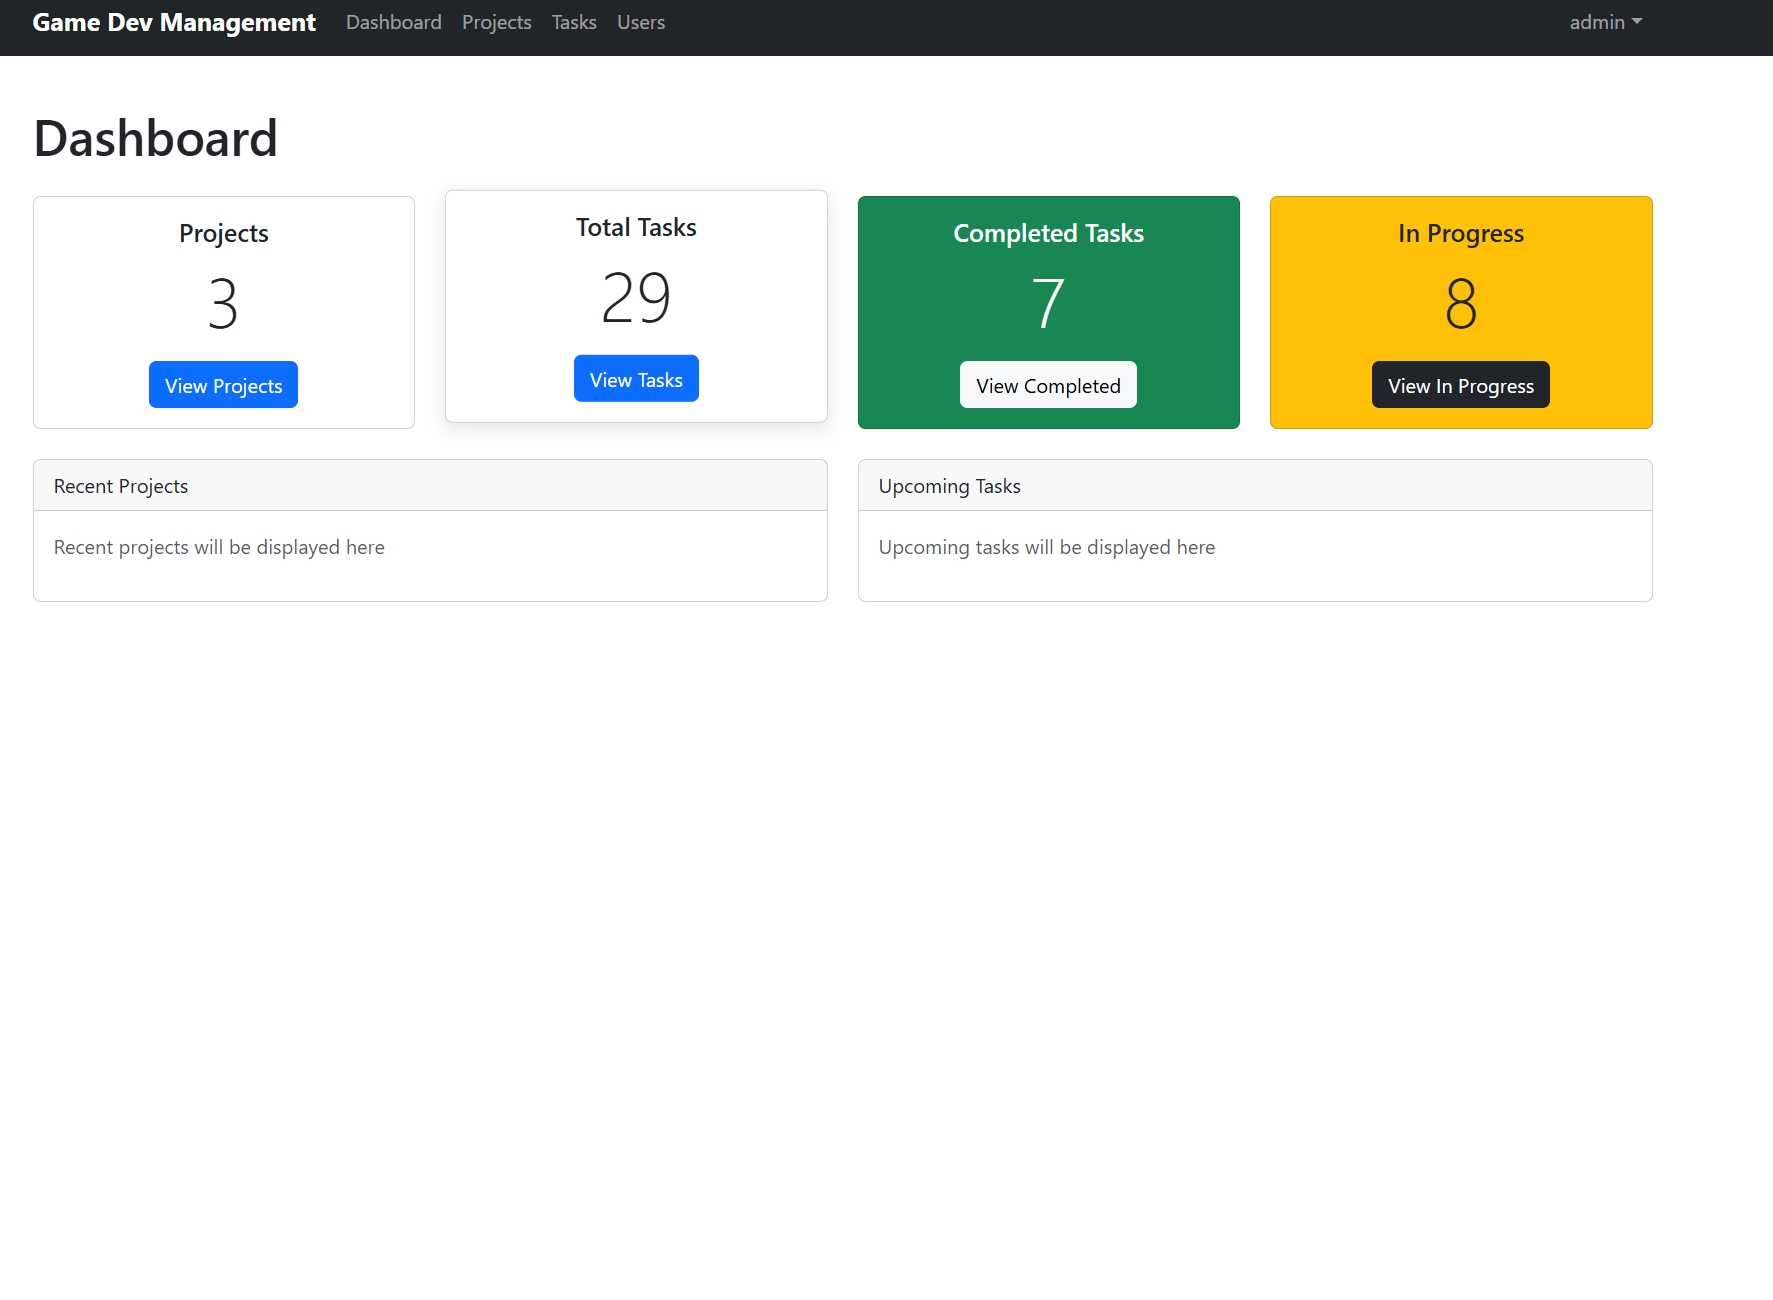 Game Dev Management Dashboard Projects Tasks Users admin
Dashboard
Projects
3
View Projects
Total Tasks
29
View Tasks
Completed Tasks
7
View Completed
In Progress
8
View In Progress
Recent Projects
Recent projects will be displayed here
Upcoming Tasks
Upcoming tasks will be displayed here